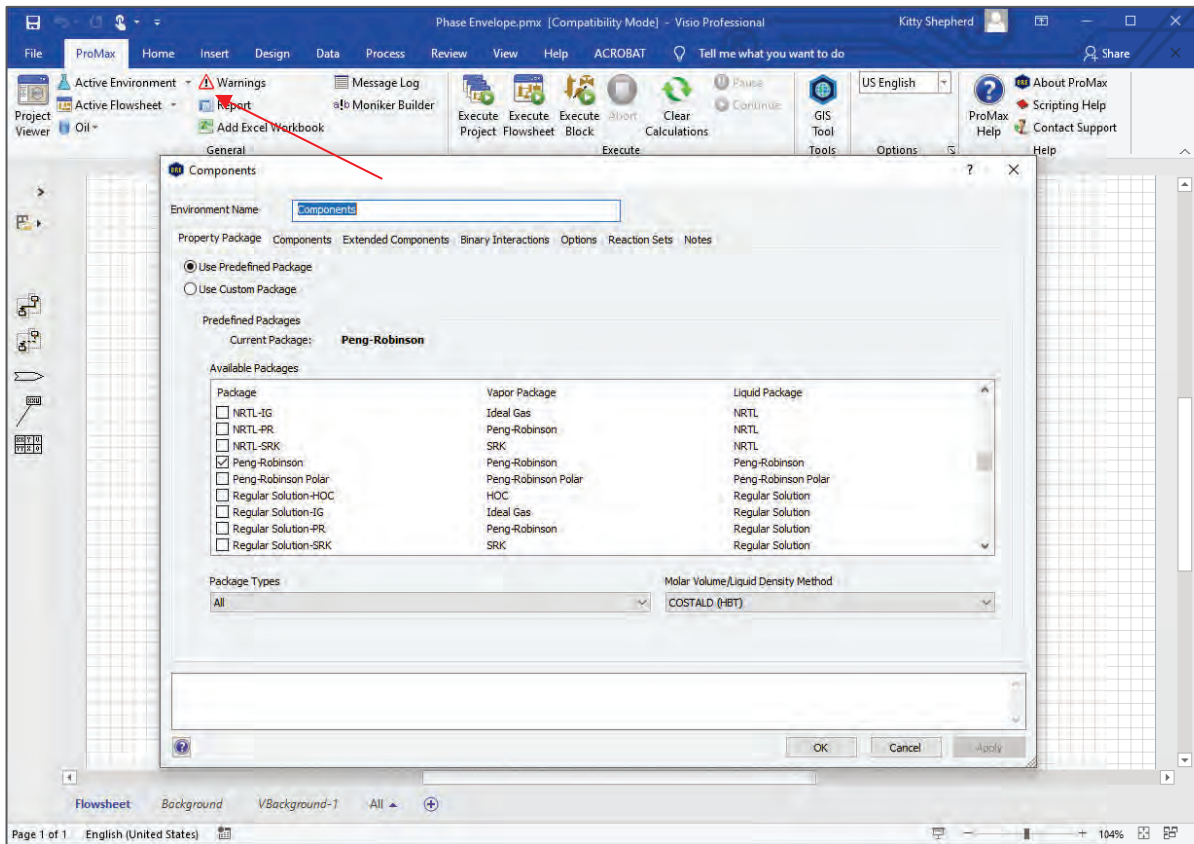 Phase Envelope.pmx [Compatibility Mode] - Visio Professional
Kitty Shepherd
File ProMax Home Insert Design Data Process Review View Help ACROBAT Tell me what you want to do Share
Active Environment
Warnings
Message Log
Pause
US English
About ProMax
Active Flowsheet
Report
Moniker Builder
Continue
Scripting Help
Oil
Add Excel Workbook
Contact Support
Project Viewer
Execute Project
Execute Flowsheet
Execute Block
Abort
Clear Calculations
GIS Tool
ProMax Help
General Execute Tools Options Help
Components
Environment Name Components
Property Package Components Extended Components Binary Interactions Options Reaction Sets Notes
Use Predefined Package
Use Custom Package
Predefined Packages
Current Package: Peng-Robinson
Available Packages
Package Vapor Package Liquid Package
NRTL-IG Ideal Gas NRTL
NRTL-PR Peng-Robinson NRTL
NRTL-SRK SRK NRTL
Peng-Robinson Peng-Robinson Peng-Robinson
Peng-Robinson Polar Peng-Robinson Polar Peng-Robinson Polar
Regular Solution-HOC HOC Regular Solution
Regular Solution-IG Ideal Gas Regular Solution
Regular Solution-PR Peng-Robinson Regular Solution
Regular Solution-SRK SRK Regular Solution
Package Types Molar Volume/Liquid Density Method
All COSTALD (HBT)
OK Cancel Apply
Flowsheet Background VBackground-1 All
Page 1 of 1 English (United States) 104%